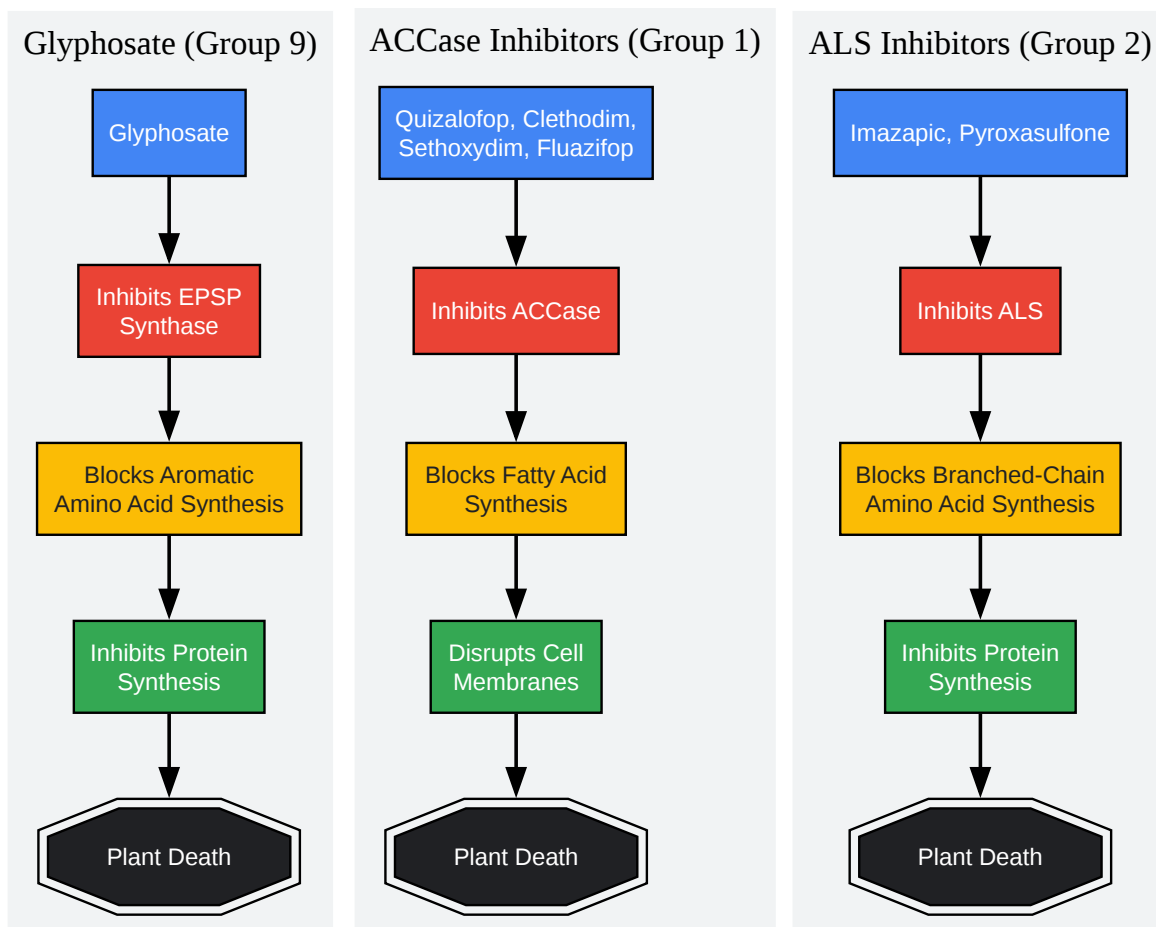 Glyphosate (Group 9)
Glyphosate
Inhibits EPSP
Synthase
Blocks Aromatic
Amino Acid Synthesis
Inhibits Protein
Synthesis
Plant Death
ACCase Inhibitors (Group 1)
Quizalofop, Clethodim,
Sethoxydim, Fluazifop
Inhibits ACCase
Blocks Fatty Acid
Synthesis
Disrupts Cell
Membranes
Plant Death
ALS Inhibitors (Group 2)
Imazapic, Pyroxasulfone
Inhibits ALS
Blocks Branched-Chain
Amino Acid Synthesis
Inhibits Protein
Synthesis
Plant Death